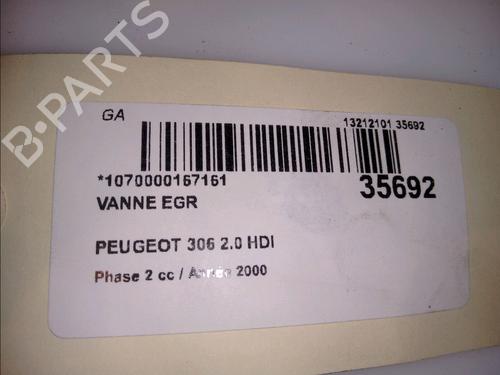 B-PARTS
GA
13212101 35692
*1070000167161
35692
VANNE EGR
PEUGEOT 306 2.0 HDI
Phase 2 cc / Année 2000